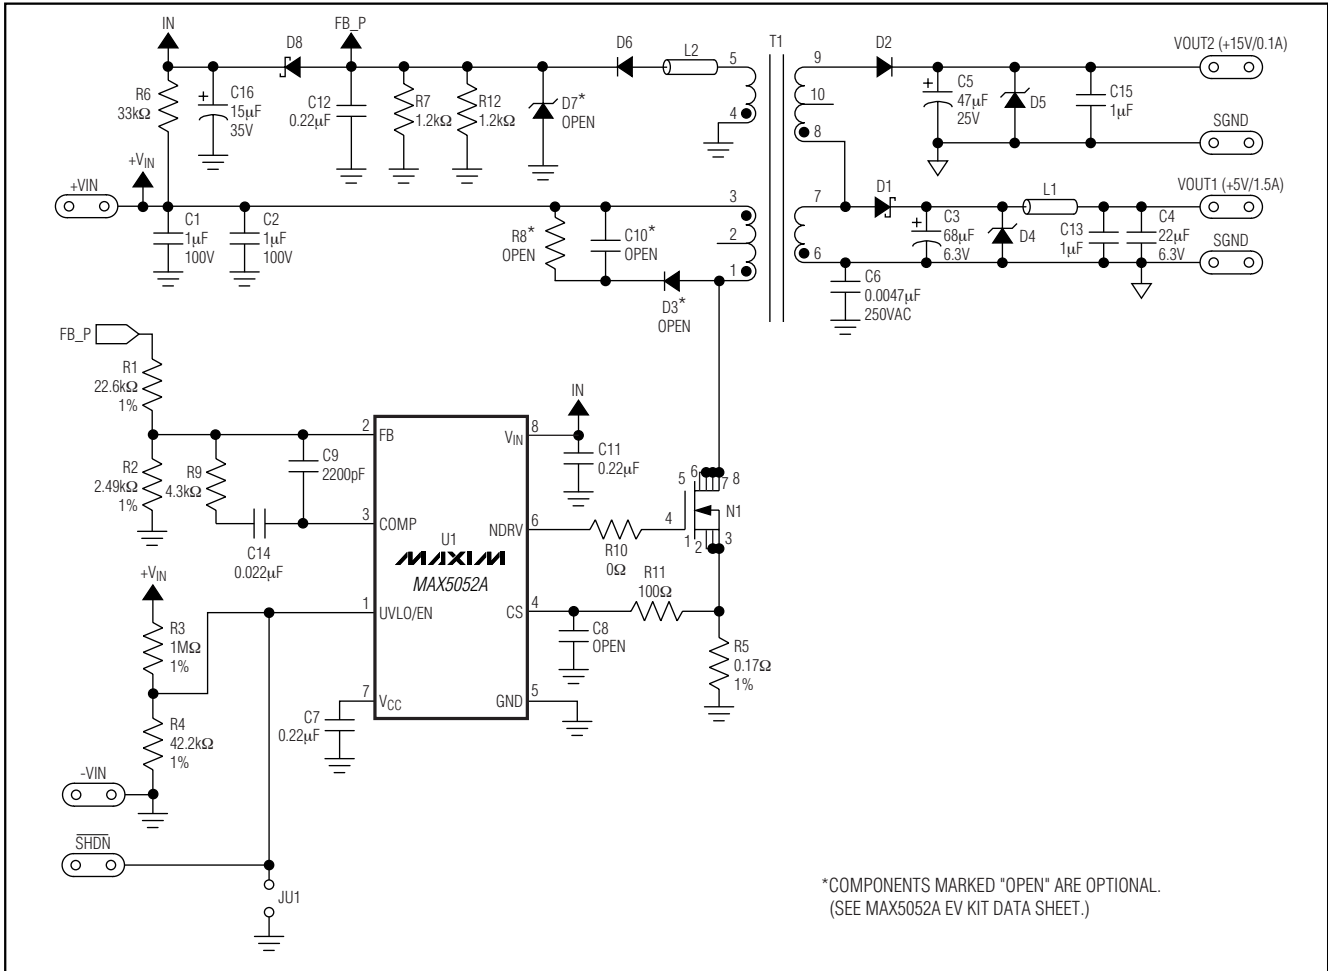 IN
FB_P
D8
D6
L2
5
T1
9
D2
VOUT2 (+15V/0.1A)
R6
33kΩ
+
C16
15µF
35V
C12
0.22µF
R7
1.2kΩ
R12
1.2kΩ
D7*
OPEN
4
10
8
+
C5
47µF
25V
D5
C15
1µF
SGND
+VIN
+VIN
C1
1µF
100V
C2
1µF
100V
R8*
OPEN
C10*
OPEN
3
2
1
D3*
OPEN
7
6
D1
+
C3
68µF
6.3V
D4
L1
C13
1µF
C4
22µF
6.3V
VOUT1 (+5V/1.5A)
SGND
C6
0.0047µF
250VAC
FB_P
R1
22.6kΩ
1%
R2
2.49kΩ
1%
R9
4.3kΩ
C9
2200pF
C14
0.022µF
2
FB
3
COMP
1
UVLO/EN
7
VCC
U1
MAXIM
MAX5052A
VIN
8
NDRV
6
CS
4
GND
5
IN
C11
0.22µF
R10
0Ω
4
5
6
7
8
N1
1
2
3
R11
100Ω
C8
OPEN
R5
0.17Ω
1%
+VIN
R3
1MΩ
1%
R4
42.2kΩ
1%
C7
0.22µF
-VIN
SHDN
JU1
*COMPONENTS MARKED "OPEN" ARE OPTIONAL.
(SEE MAX5052A EV KIT DATA SHEET.)